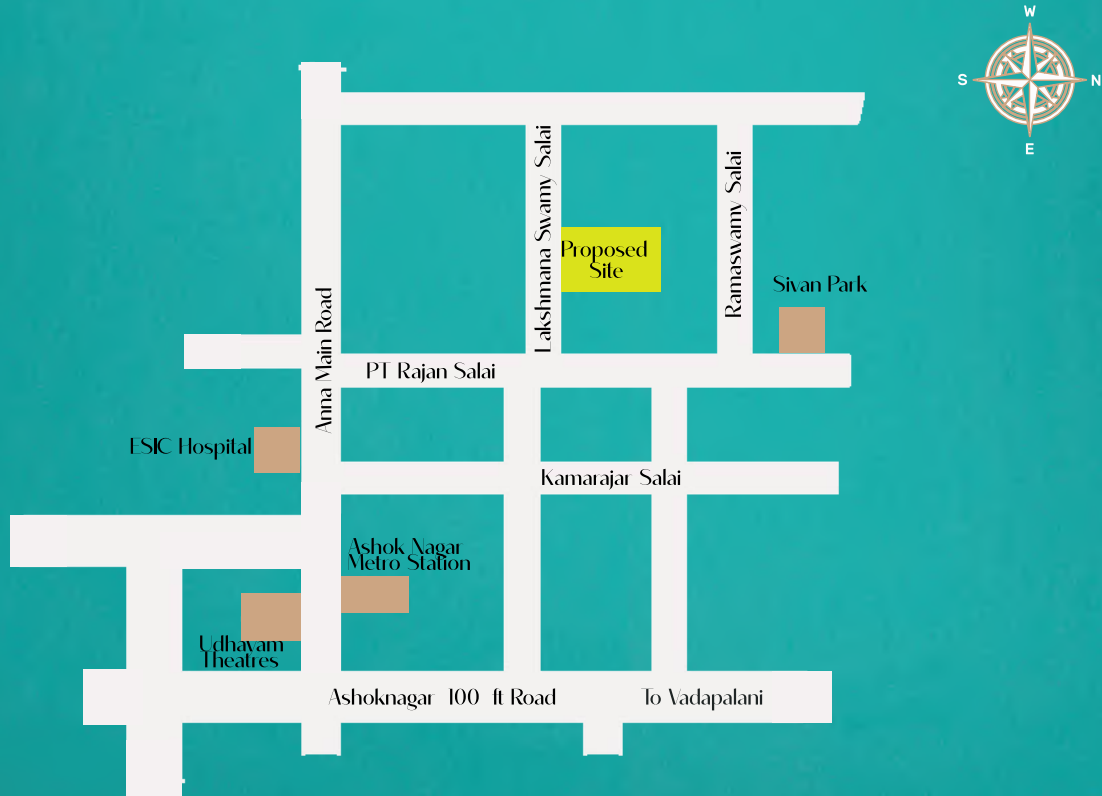 W
S
N
E
Lakshmana Swamy Salai
Ramaswamy Salai
Proposed
Site
Sivan Park
Anna Main Road
PT Rajan Salai
ESIC Hospital
Kamarajar Salai
Ashok Nagar
Metro Station
Udhayam
Theatres
Ashoknagar 100 ft Road
To Vadapalani